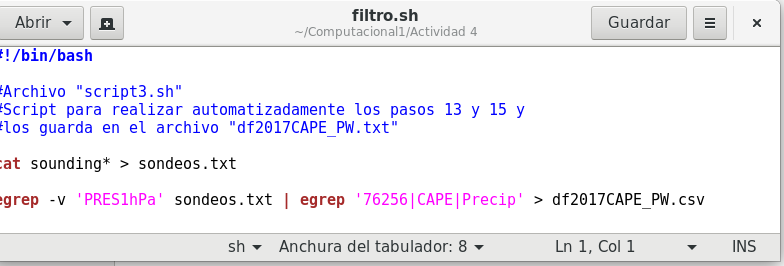 Abrir
filtro.sh
~/Computacional1/Actividad 4
Guardar
#!/bin/bash
#Archivo "script3.sh"
#Script para realizar automatizadamente los pasos 13 y 15 y
#los guarda en el archivo "df2017CAPE_PW.txt"
cat sounding* > sondeos.txt
egrep -v 'PRES1hPa' sondeos.txt | egrep '76256|CAPE|Precip' > df2017CAPE_PW.csv
sh Anchura del tabulador: 8 Ln 1, Col 1 INS